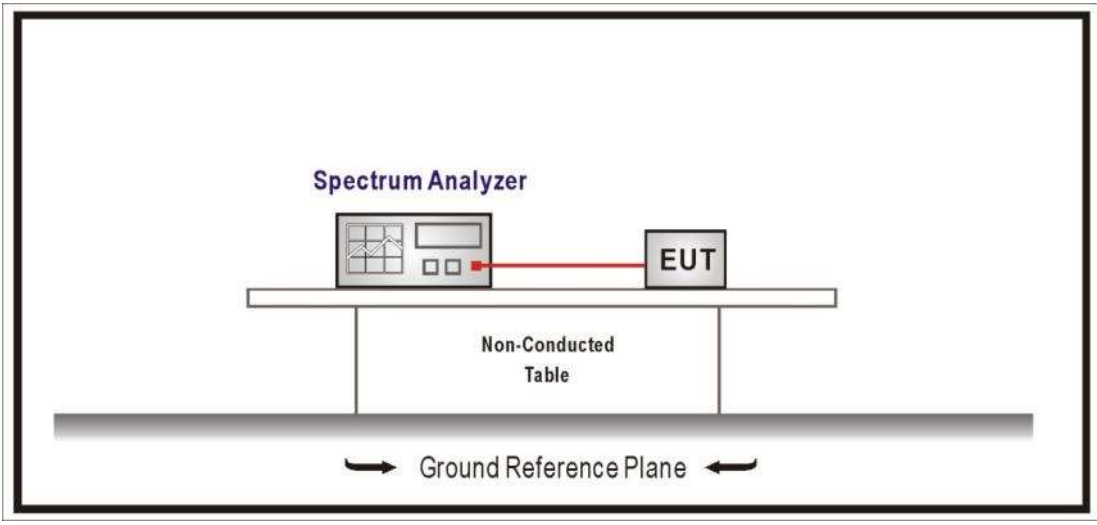 Spectrum Analyzer
EUT
Non-Conducted
Table
Ground Reference Plane